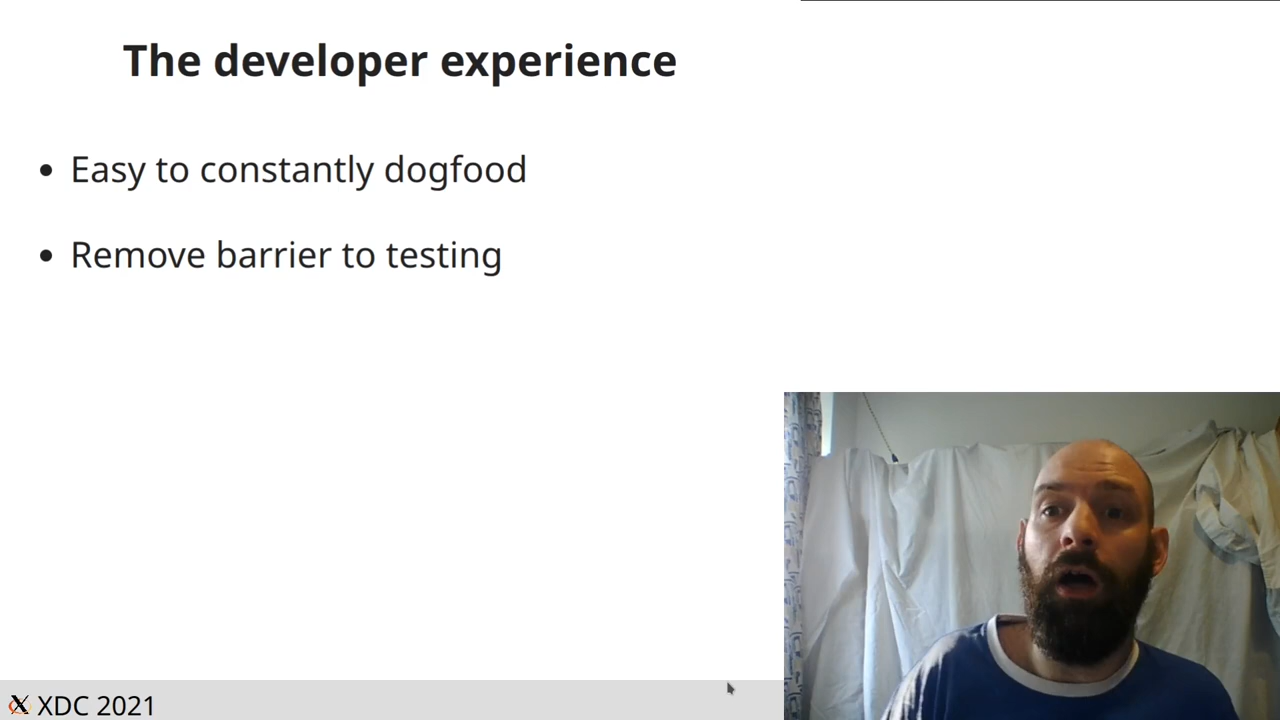 The developer experience
Easy to constantly dogfood
Remove barrier to testing
XDC 2021